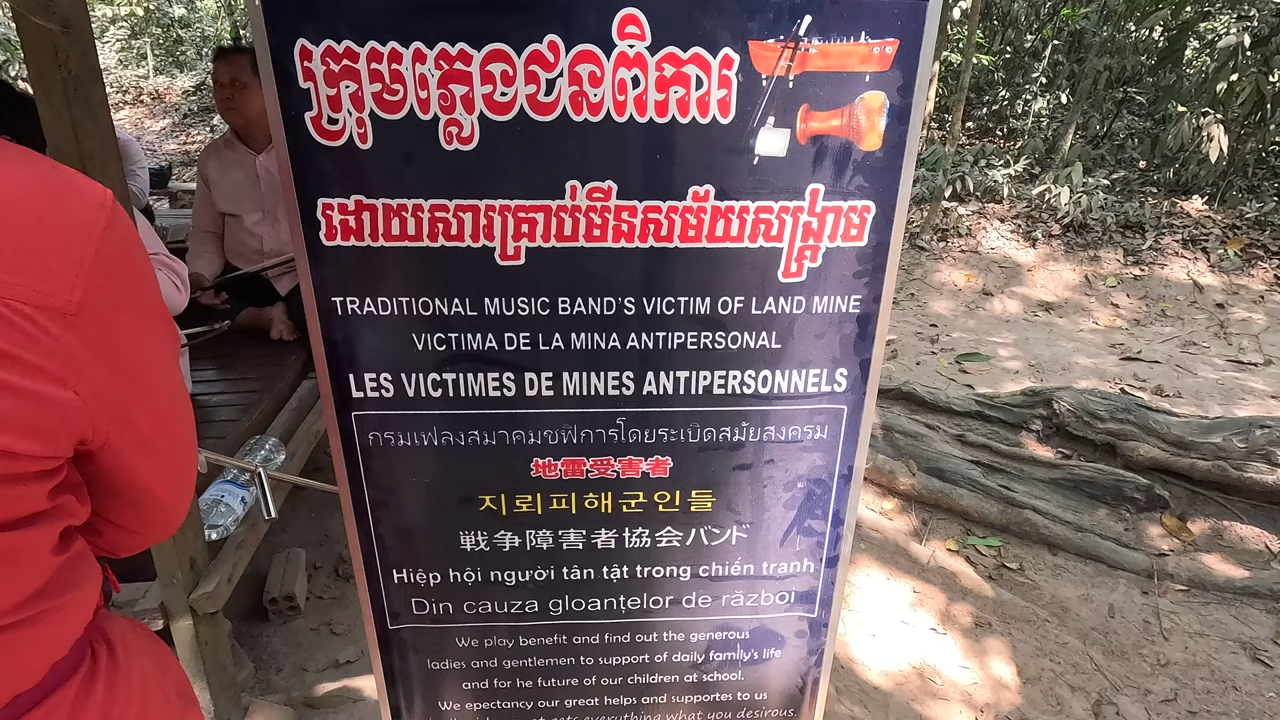 ក្រុមភ្លេងជនពិការ
ដោយសារគ្រាប់មីនសម័យសង្គ្រាម
TRADITIONAL MUSIC BAND'S VICTIM OF LAND MINE
VICTIMA DE LA MINA ANTIPERSONAL
LES VICTIMES DE MINES ANTIPERSONNELS
กรมเฟลงสมาคมชฟิการโดยระเบิดสมัยสงครม
地雷受害者
지뢰피해군인들
戦争障害者協会バンド
Hiệp hội người tân tật trong chiến tranh
Din cauza gloanțelor de război
We play benefit and find out the generous
ladies and gentlemen to support of daily family's life
and for he future of our children at school.
We epectancy our great helps and supportes to us
everything what you desirous.